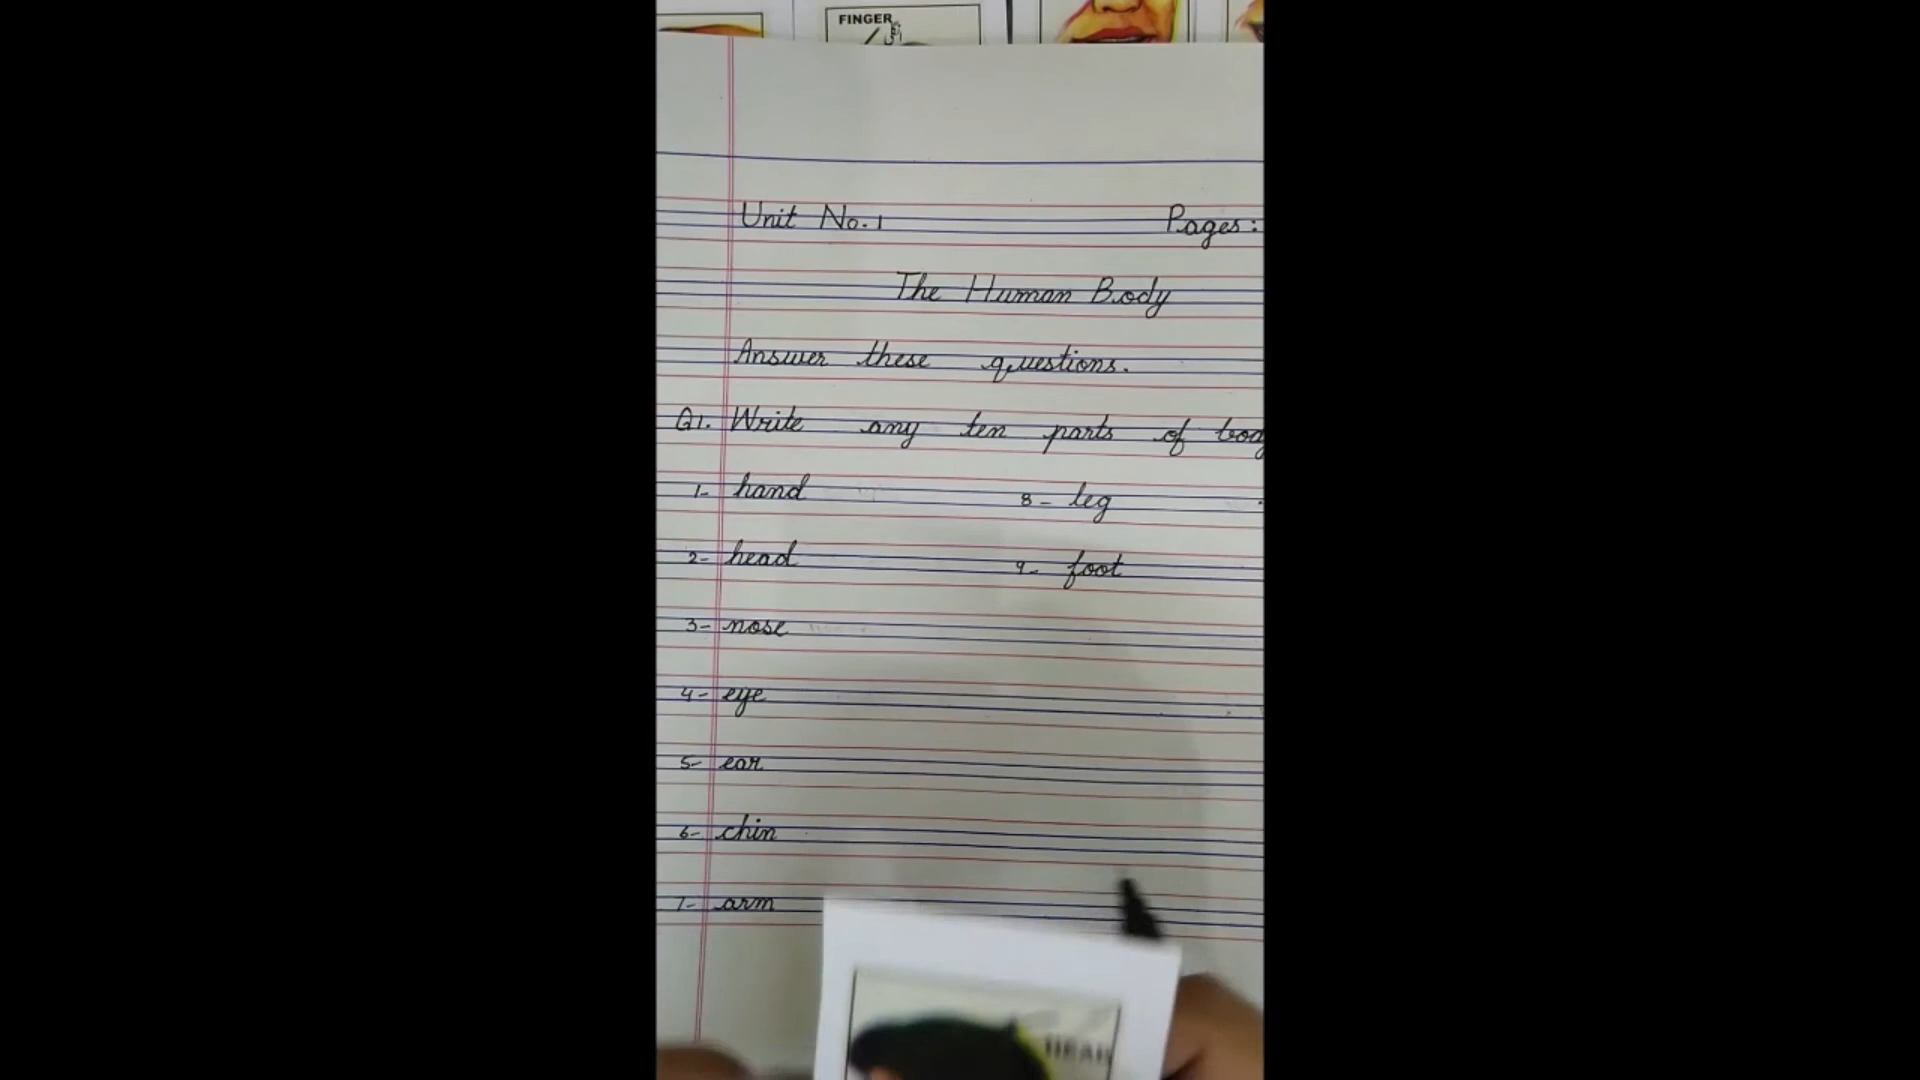 FINGER
Unit No. 1 Pages:
The Human Body
Answer these questions.
Q1. Write any ten parts of
1- hand 8- leg
2- head 9- foot
3- nose
4- eye
5- ear
6- chin
7- arm